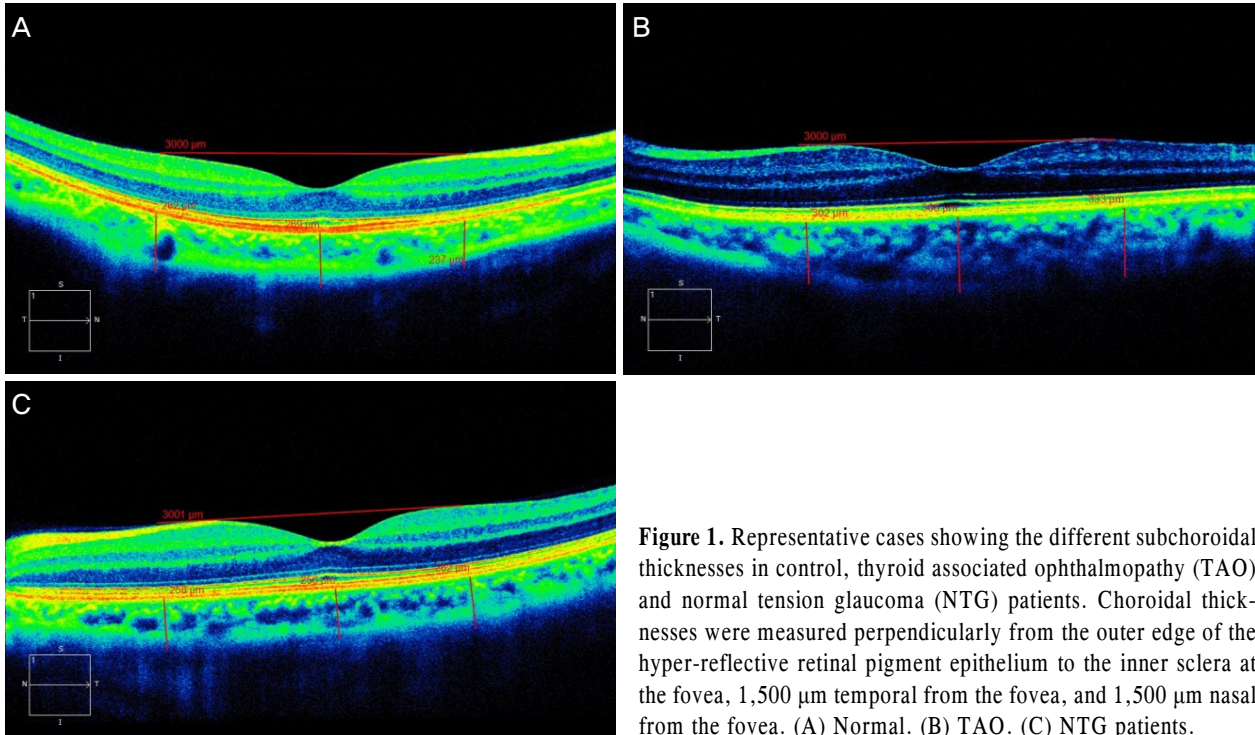 A
3000 µm
262 µm
269 µm
237 µm
S
1
T
N
I
B
3000 µm
302 µm
333 µm
S
1
N
T
I
C
3001 µm
258 µm
S
1
N
T
I
Figure 1. Representative cases showing the different subchoroidal
thicknesses in control, thyroid associated ophthalmopathy (TAO)
and normal tension glaucoma (NTG) patients. Choroidal thick-
nesses were measured perpendicularly from the outer edge of the
hyper-reflective retinal pigment epithelium to the inner sclera at
the fovea, 1,500 µm temporal from the fovea, and 1,500 µm nasal
from the fovea. (A) Normal. (B) TAO. (C) NTG patients.